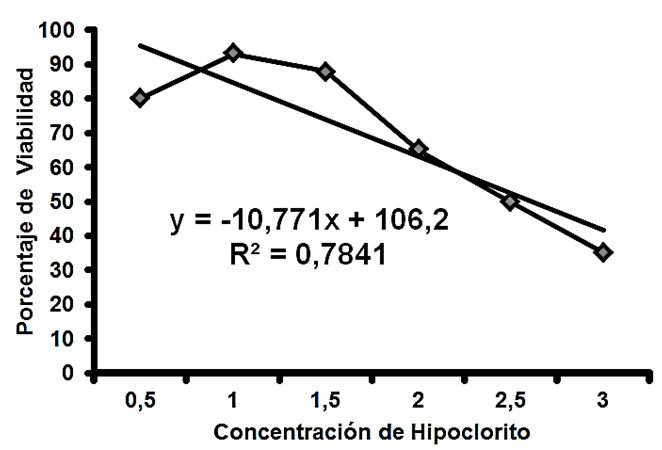 100
90
80
70
60
50
40
30
20
10
0
Porcentaje de Viabilidad
y = -10,771x + 106,2
R² = 0,7841
0,5 1 1,5 2 2,5 3
Concentración de Hipoclorito